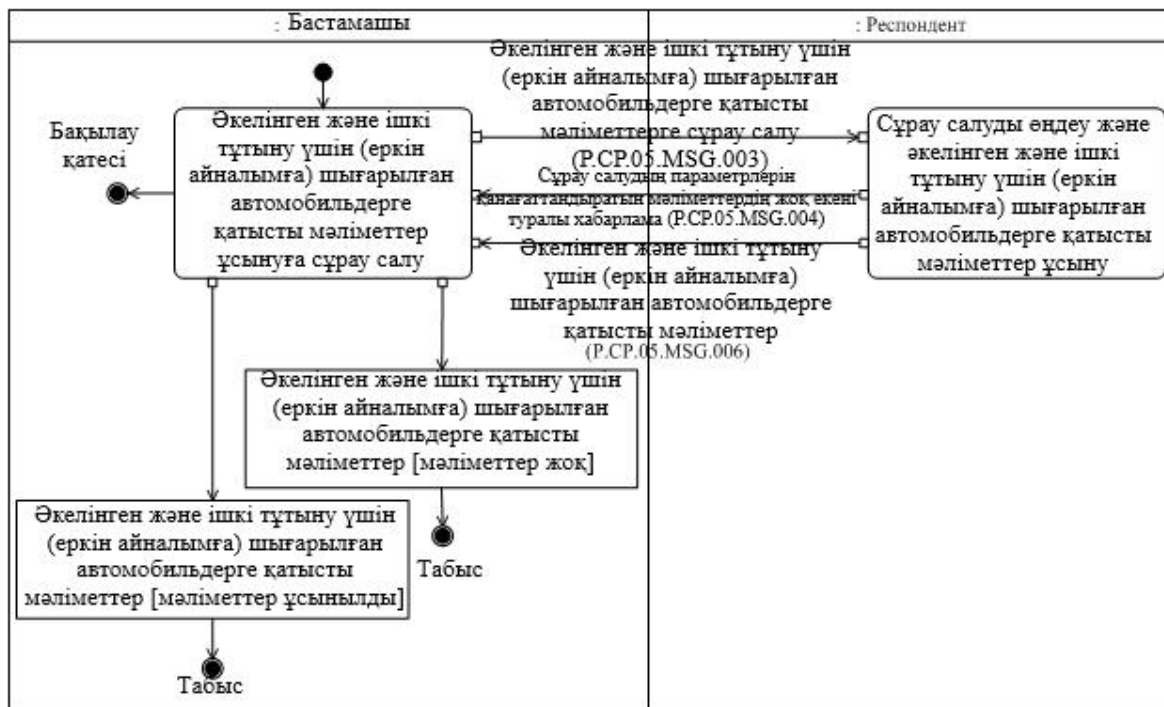 : Бастамашы
: Респондент
Бақылау
қатесі
Әкелінген және ішкі
тұтыну үшін (еркін
айналымға) шығарылған
автомобильдерге
қатысты мәліметтер
ұсынуға сұрау салу
Әкелінген және ішкі тұтыну үшін
(еркін айналымға) шығарылған
автомобильдерге қатысты
мәліметтерге сұрау салу
(P.CP.05.MSG.003)
Сұрау салудың параметрлерін
қанағаттандыратын мәліметтердің жоқ екені
туралы хабарлама (P.CP.05.MSG.004)
Әкелінген және ішкі тұтыну
үшін (еркін айналымға)
шығарылған автомобильдерге
қатысты мәліметтер
(P.CP.05.MSG.006)
Сұрау салуды өңдеу және
әкелінген және ішкі
тұтыну үшін (еркін
айналымға) шығарылған
автомобильдерге қатысты
мәліметтер ұсыну
Әкелінген және ішкі тұтыну үшін
(еркін айналымға) шығарылған
автомобильдерге қатысты
мәліметтер [мәліметтер жоқ]
Табыс
Әкелінген және ішкі тұтыну үшін
(еркін айналымға) шығарылған
автомобильдерге қатысты
мәліметтер [мәліметтер ұсынылды]
Табыс